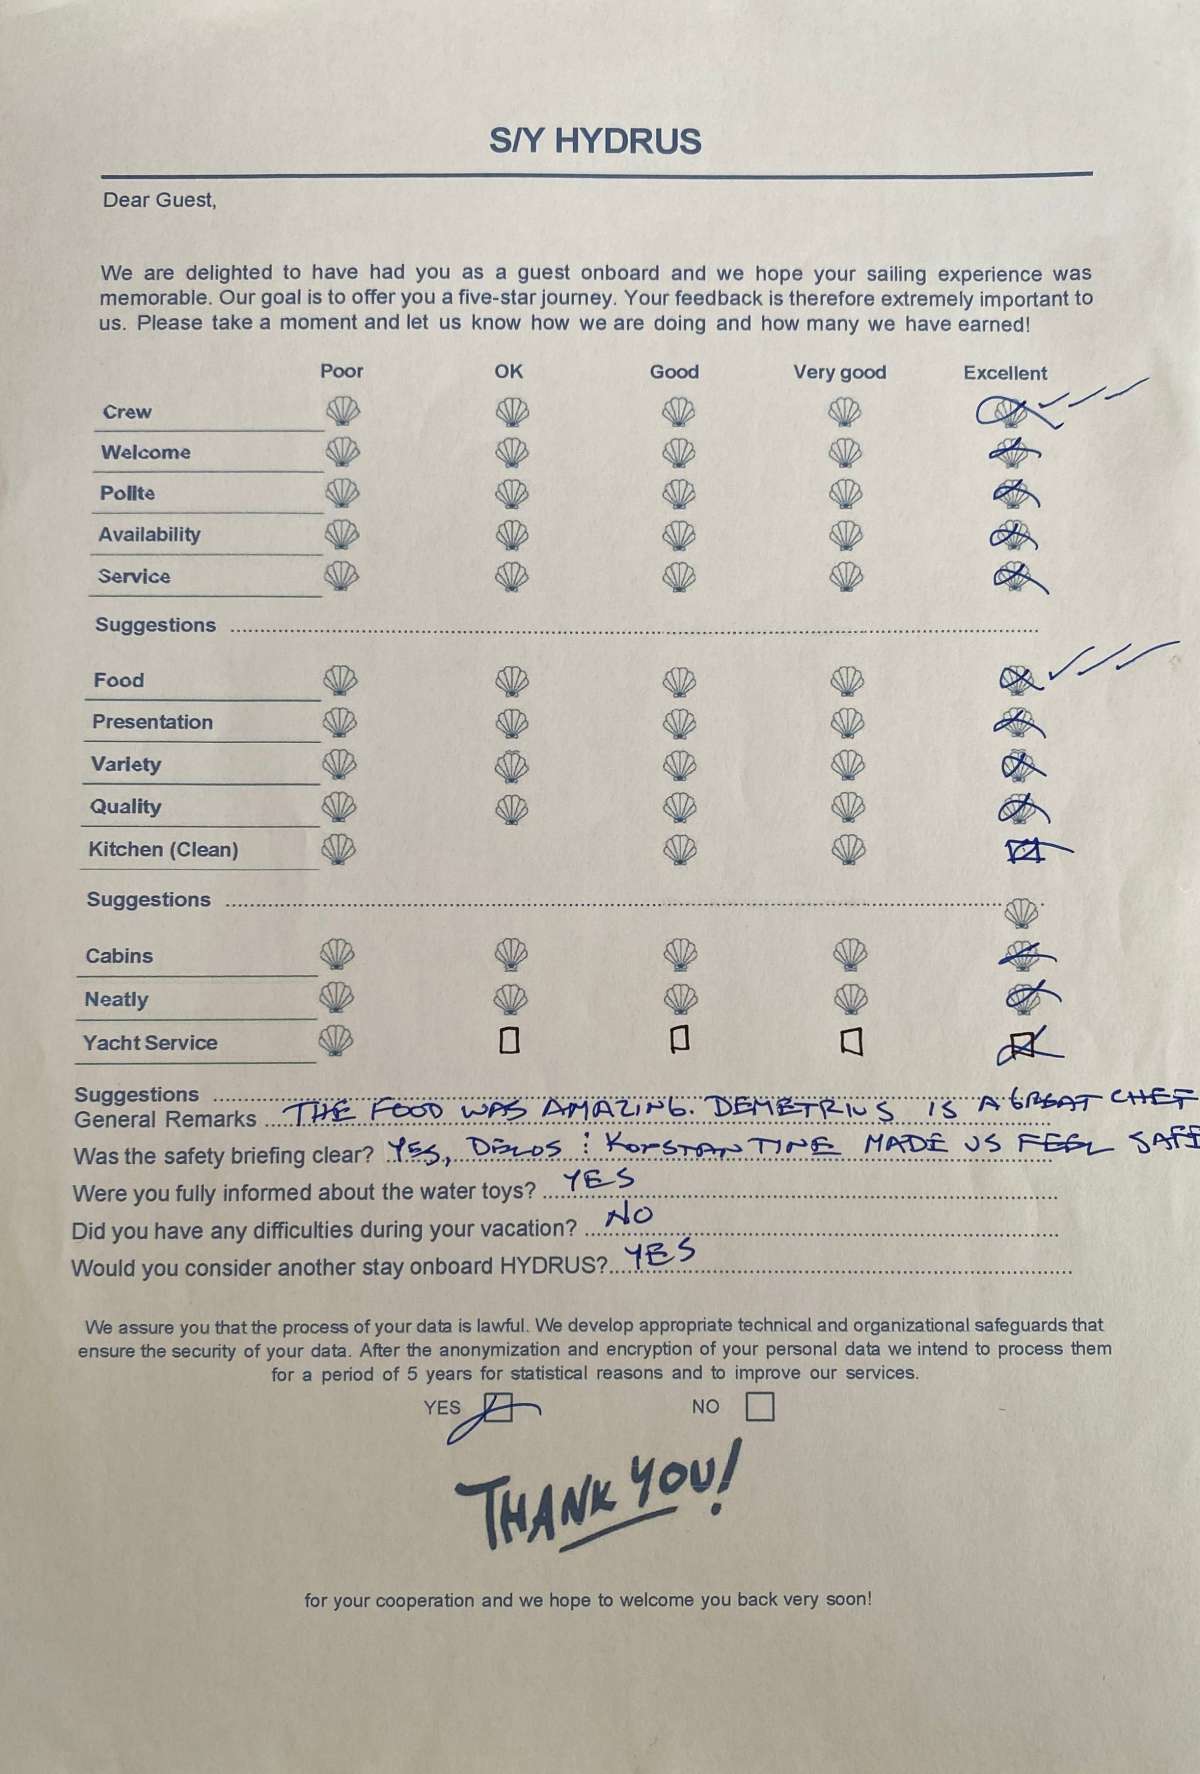 S/Y HYDRUS
Dear Guest,
We are delighted to have had you as a guest onboard and we hope your sailing experience was
memorable. Our goal is to offer you a five-star journey. Your feedback is therefore extremely important to
us. Please take a moment and let us know how we are doing and how many we have earned!
Poor OK Good Very good Excellent
Crew
Welcome
Polite
Availability
Service
Suggestions
Food
Presentation
Variety
Quality
Kitchen (Clean)
Suggestions
Cabins
Neatly
Yacht Service
Suggestions
General Remarks THE FOOD WAS AMAZING. DEMETRIUS IS A GREAT CHEF
Was the safety briefing clear? YES, MADE US FEEL SAFE
Were you fully informed about the water toys? YES
Did you have any difficulties during your vacation? NO
Would you consider another stay onboard HYDRUS? YES
We assure you that the process of your data is lawful. We develop appropriate technical and organizational safeguards that
ensure the security of your data. After the anonymization and encryption of your personal data we intend to process them
for a period of 5 years for statistical reasons and to improve our services.
YES NO
THANK YOU!
for your cooperation and we hope to welcome you back very soon!